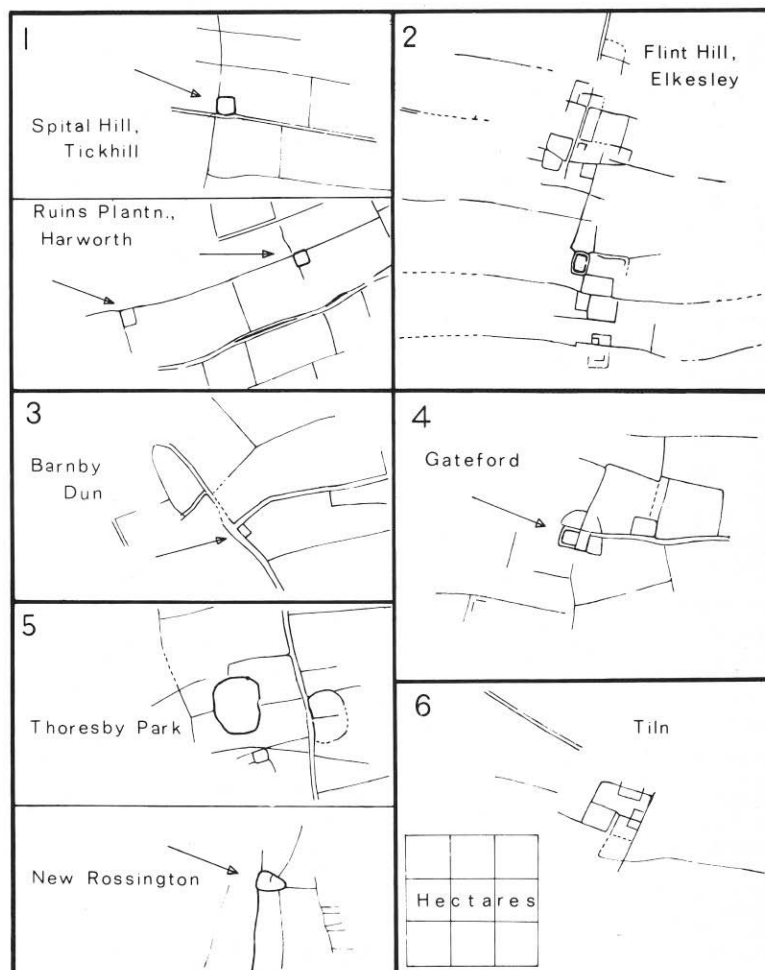 1
Spital Hill,
Tickhill
Ruins Plantn.,
Harworth
2
Flint Hill,
Elkesley
3
Barnby
Dun
4
Gateford
5
Thoresby Park
New Rossington
6
Tiln
Hectares